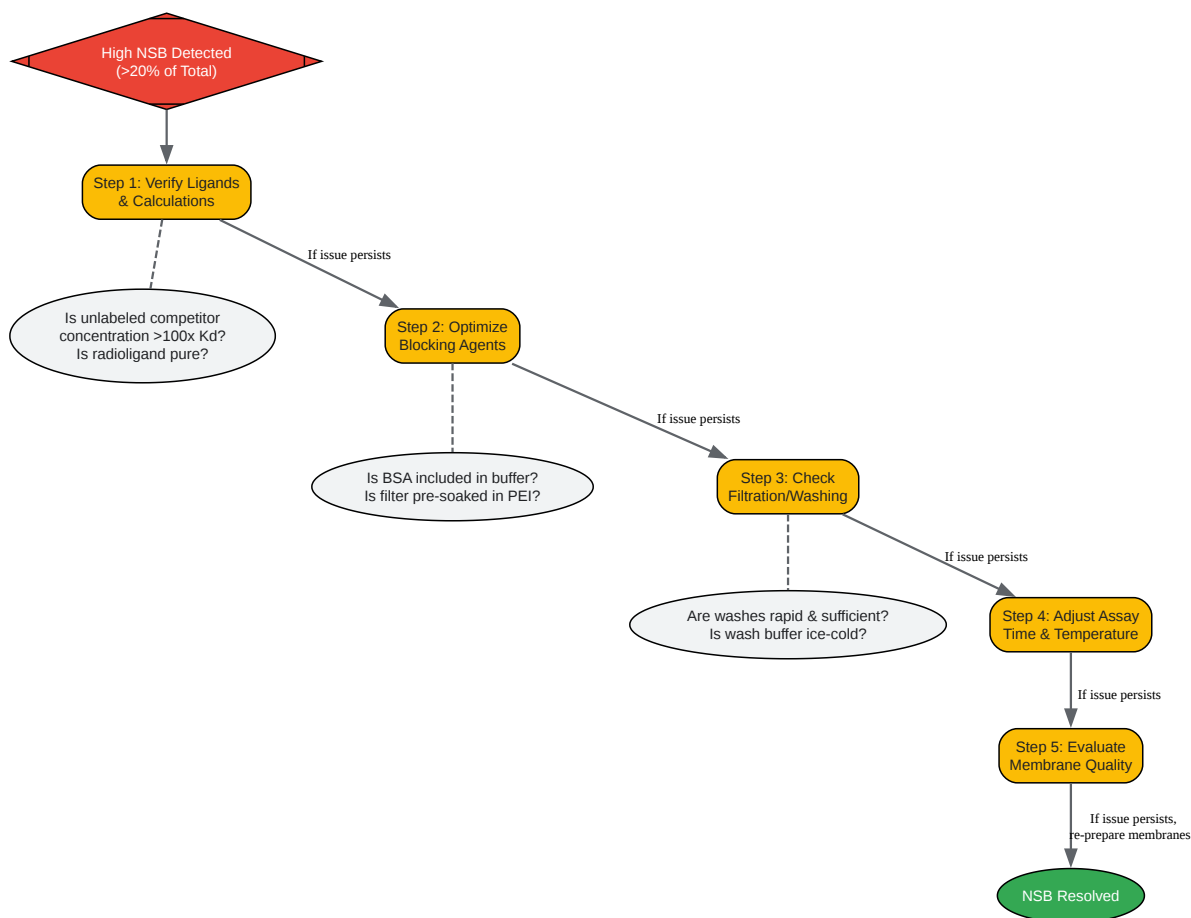 High NSB Detected
(>20% of Total)
Step 1: Verify Ligands
& Calculations
If issue persists
Is unlabeled competitor
concentration >100x Kd?
Is radioligand pure?
Step 2: Optimize
Blocking Agents
If issue persists
Is BSA included in buffer?
Is filter pre-soaked in PEI?
Step 3: Check
Filtration/Washing
If issue persists
Are washes rapid & sufficient?
Is wash buffer ice-cold?
Step 4: Adjust Assay
Time & Temperature
If issue persists
Step 5: Evaluate
Membrane Quality
If issue persists,
re-prepare membranes
NSB Resolved